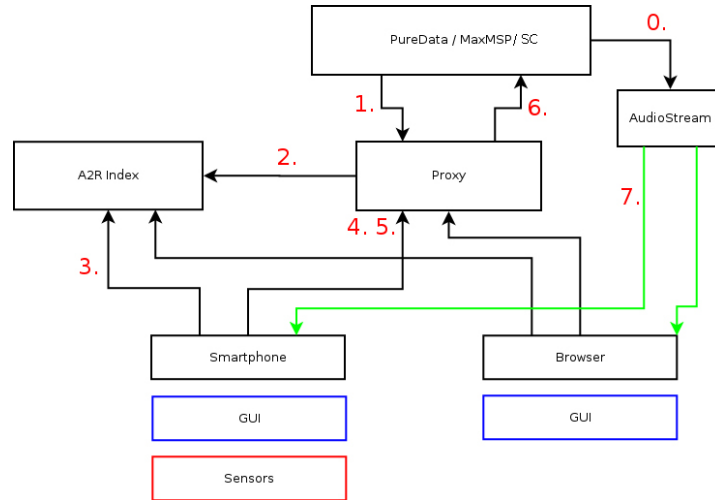 PureData / MaxMSP/ SC
0.
1.
6.
AudioStream
A2R Index
2.
Proxy
7.
4. 5.
3.
Smartphone
Browser
GUI
GUI
Sensors